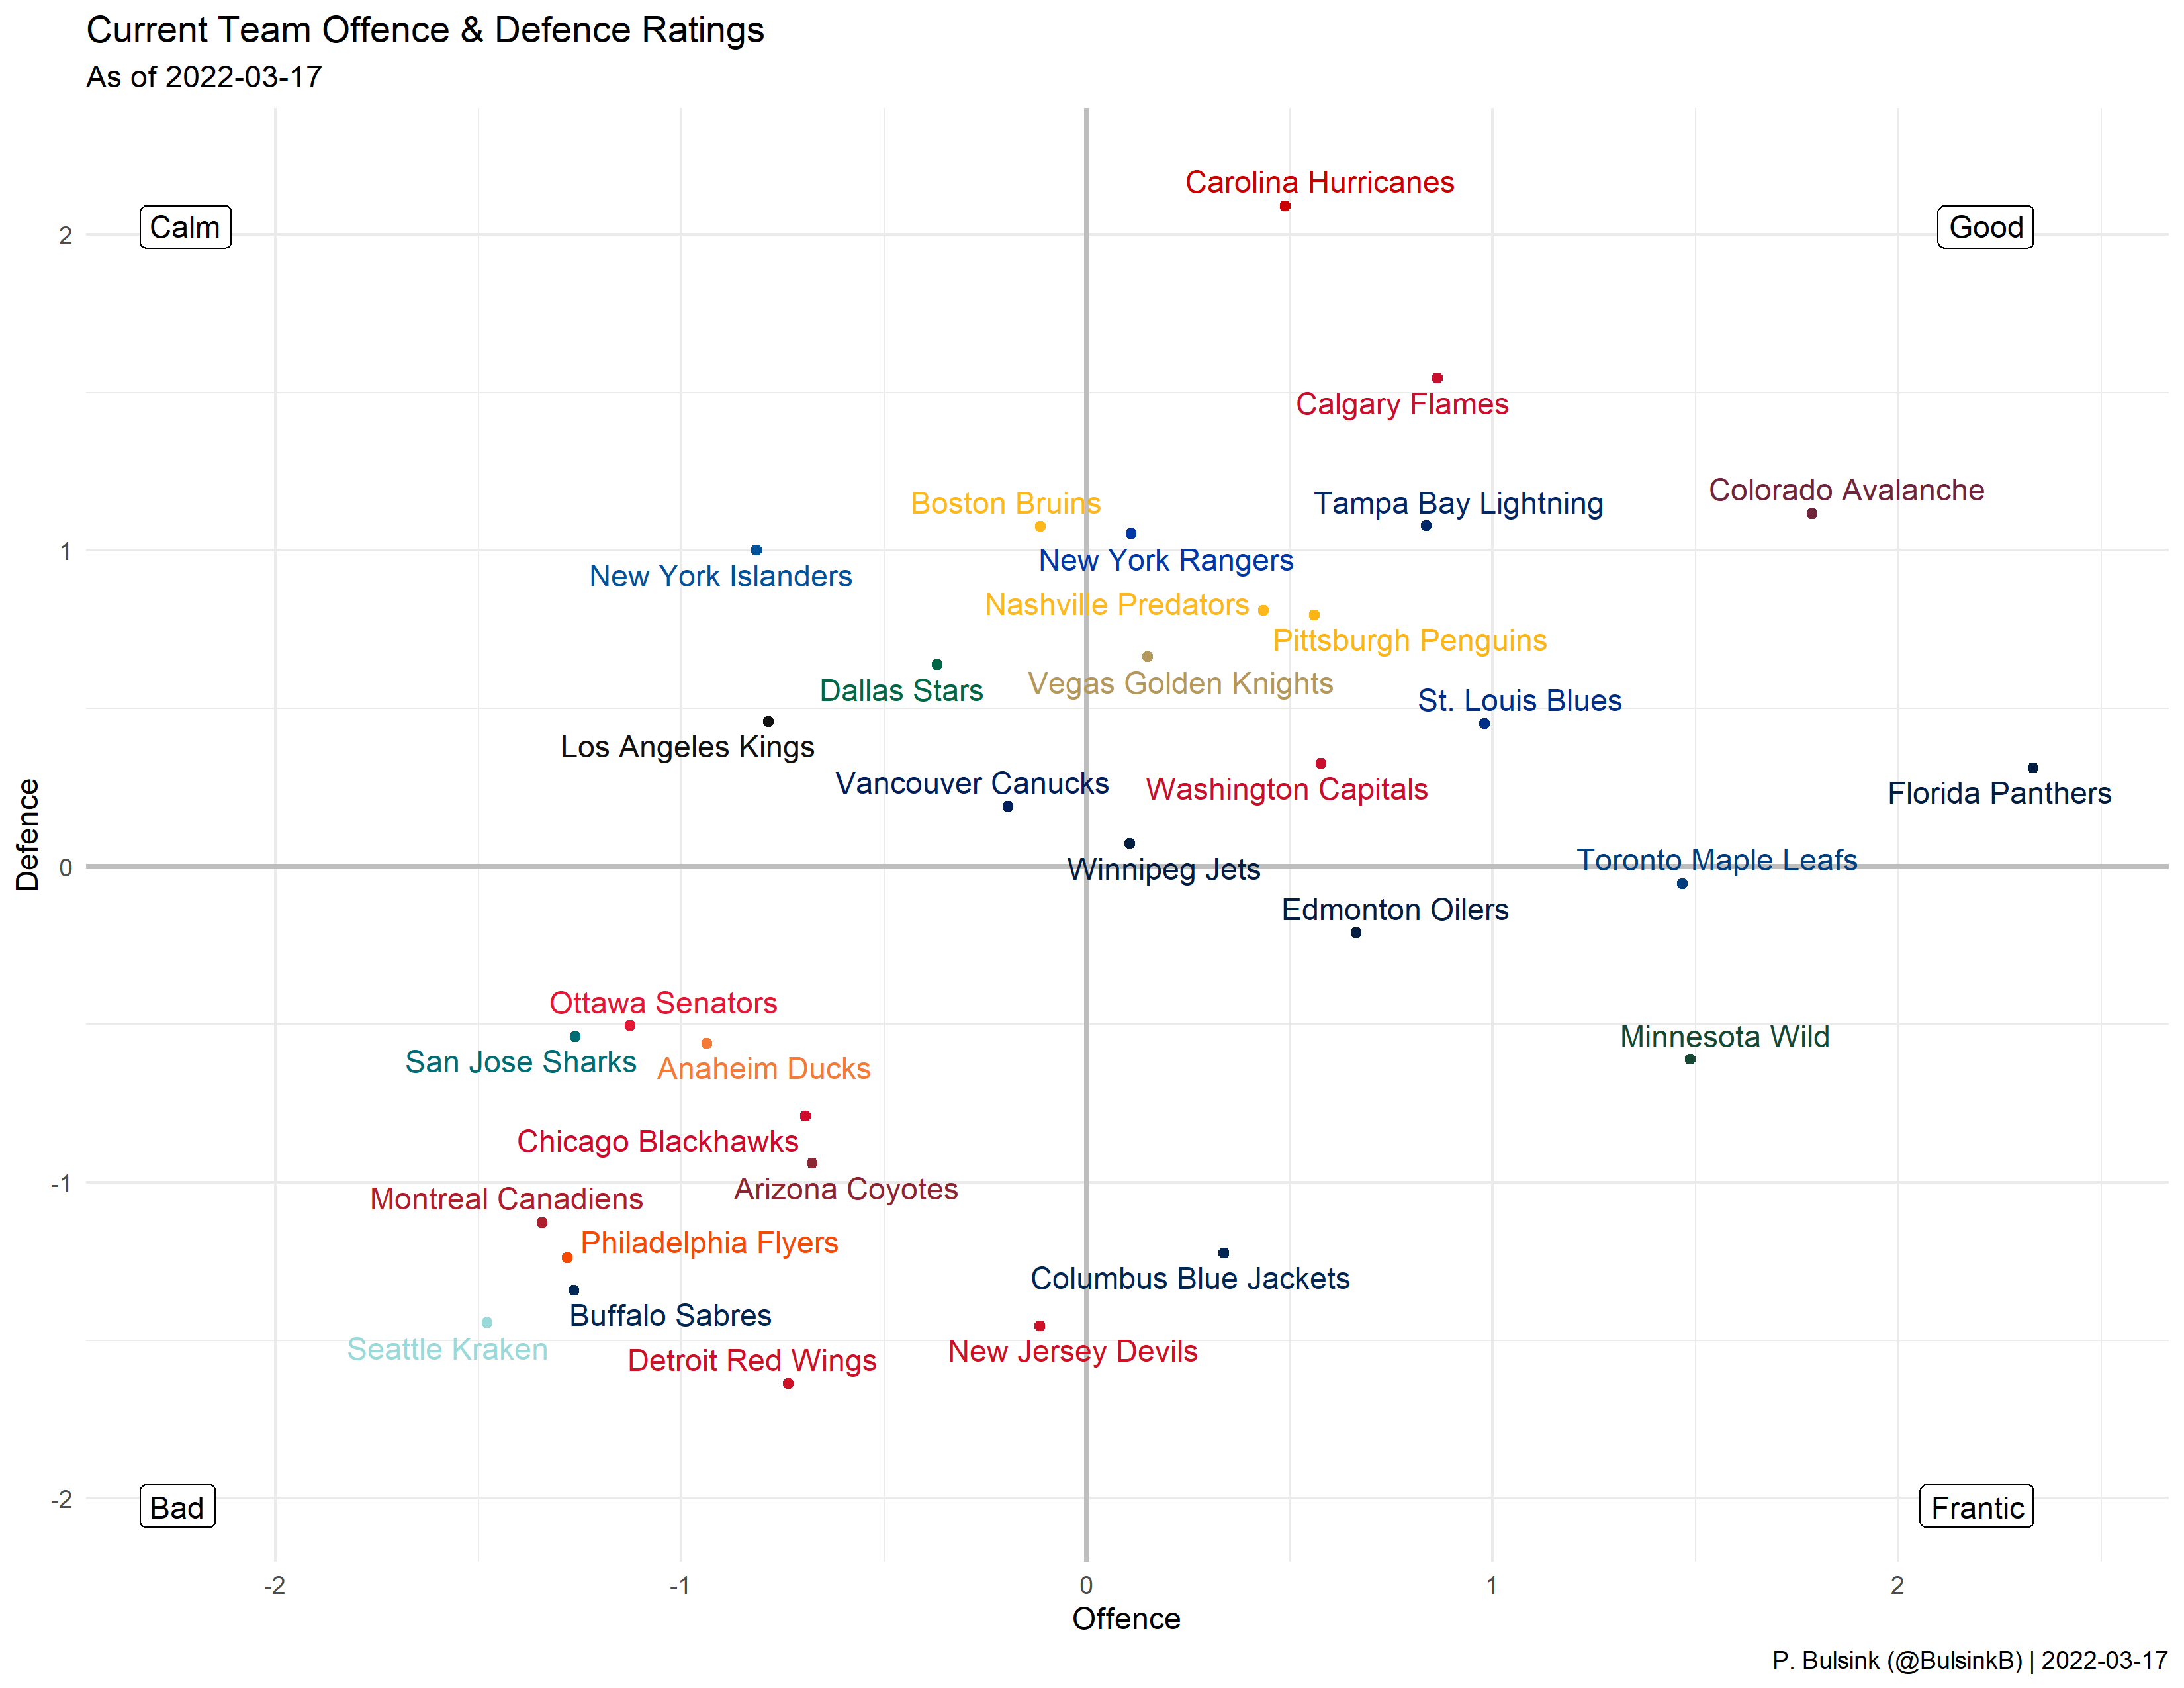 Current Team Offence & Defence Ratings
As of 2022-03-17
Carolina Hurricanes
Calm
Good
2
Calgary Flames
Colorado Avalanche
Boston Bruins
Tampa Bay Lightning
1
New York Rangers
New York Islanders
Nashville Predators
Pittsburgh Penguins
Vegas Golden Knights
Dallas Stars
St. Louis Blues
Los Angeles Kings
Vancouver Canucks
Washington Capitals
Florida Panthers
Defence
Toronto Maple Leafs
0
Winnipeg Jets
Edmonton Oilers
Ottawa Senators
Minnesota Wild
San Jose Sharks
Anaheim Ducks
Chicago Blackhawks
-1
Arizona Coyotes
Montreal Canadiens
Philadelphia Flyers
Columbus Blue Jackets
Buffalo Sabres
Seattle Kraken
New Jersey Devils
Detroit Red Wings
-2
Bad
Frantic
-2
-1
0
1
2
Offence
P. Bulsink (@BulsinkB) | 2022-03-17